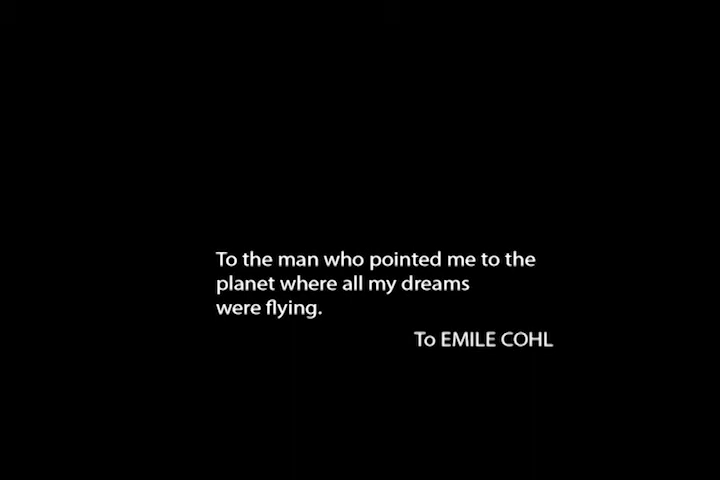 To the man who pointed me to the
planet where all my dreams
were flying.
To EMILE COHL